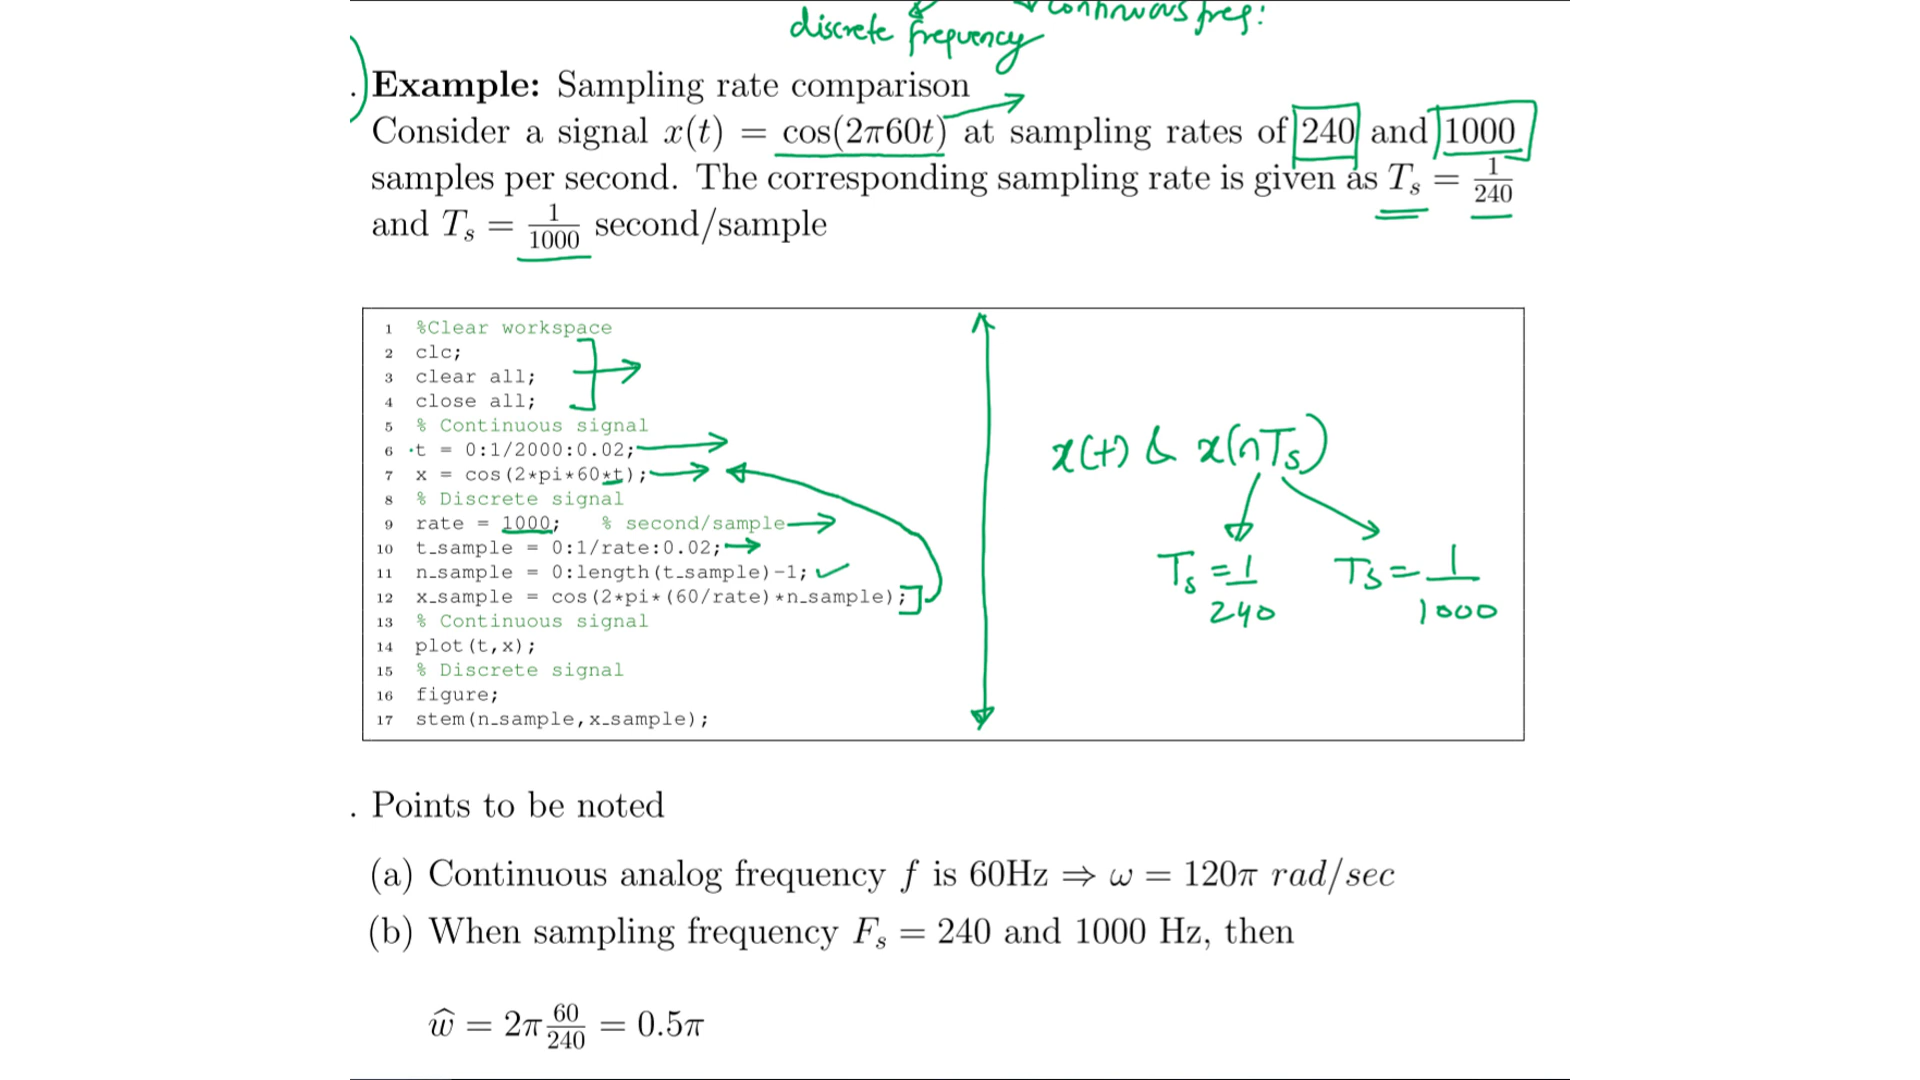 discrete frequency
continuous freq:
. Example: Sampling rate comparison
Consider a signal x(t) = cos(2π60t) at sampling rates of 240 and 1000
samples per second. The corresponding sampling rate is given as T_s = 1/240
and T_s = 1/1000 second/sample
1 %Clear workspace
2 clc;
3 clear all;
4 close all;
5 % Continuous signal
6 t = 0:1/2000:0.02;
7 x = cos(2*pi*60*t);
8 % Discrete signal
9 rate = 1000; % second/sample
10 t_sample = 0:1/rate:0.02;
11 n_sample = 0:length(t_sample)-1;
12 x_sample = cos(2*pi*(60/rate)*n_sample);
13 % Continuous signal
14 plot(t,x);
15 % Discrete signal
16 figure;
17 stem(n_sample,x_sample);
x(t) & x(nTs)
Ts = 1/240 Ts = 1/1000
. Points to be noted
(a) Continuous analog frequency f is 60Hz ⇒ ω = 120π rad/sec
(b) When sampling frequency F_s = 240 and 1000 Hz, then
ŵ = 2π 60/240 = 0.5π